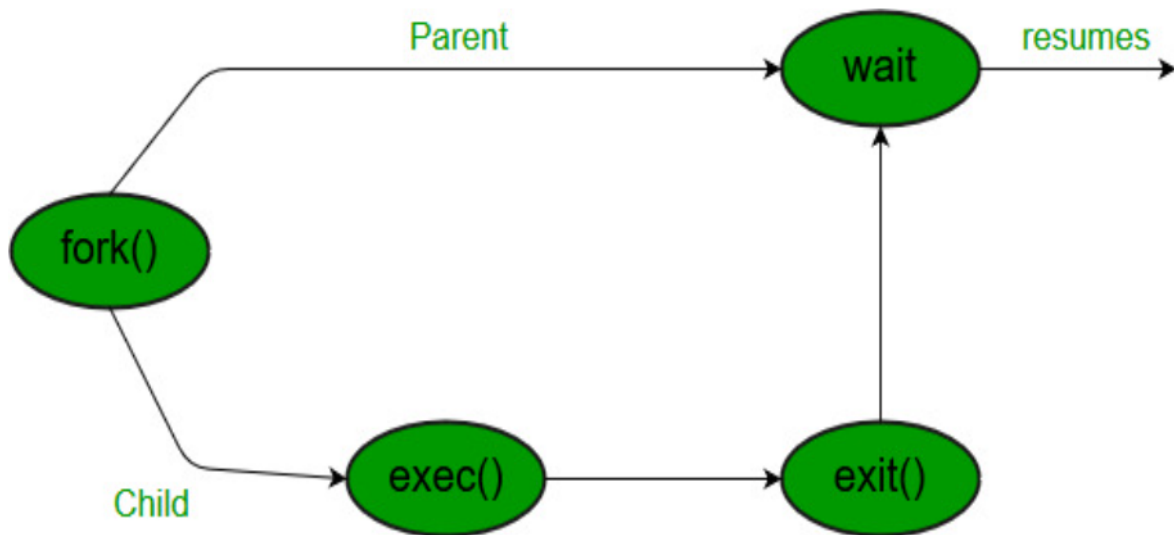 Parent
wait
resumes
fork()
Child
exec()
exit()